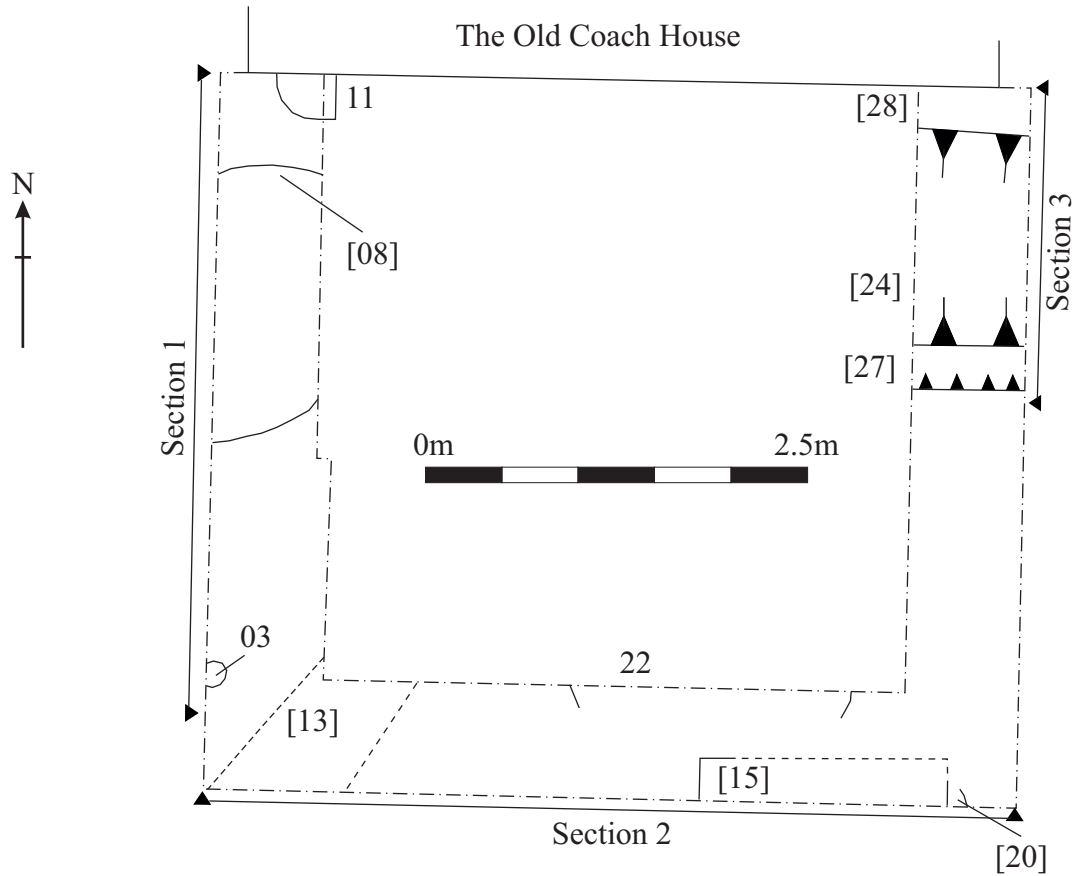 The Old Coach House
11
[28]
N
[08]
Section 3
[24]
Section 1
[27]
0m
2.5m
03
22
[13]
[15]
Section 2
[20]